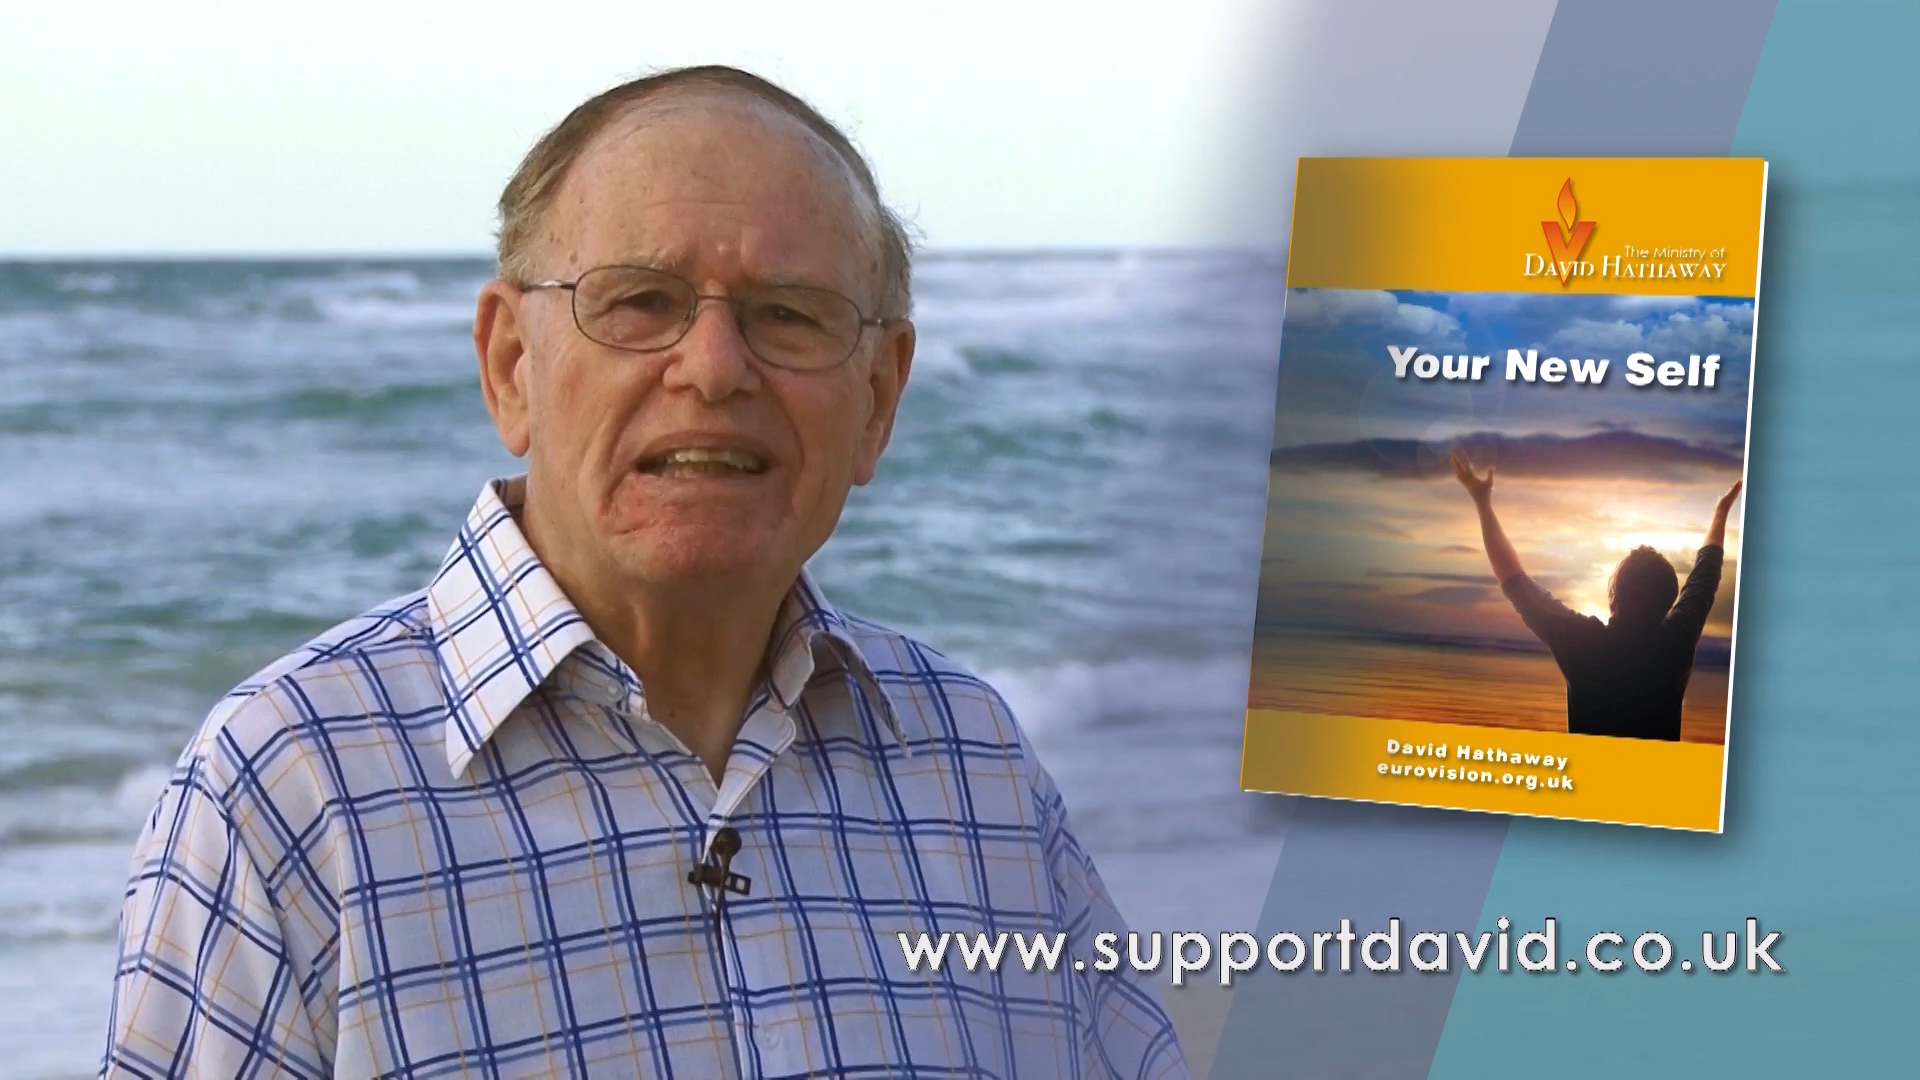 The Ministry of
DAVID HATHAWAY
Your New Self
David Hathaway
eurovision.org.uk
www.supportdavid.co.uk